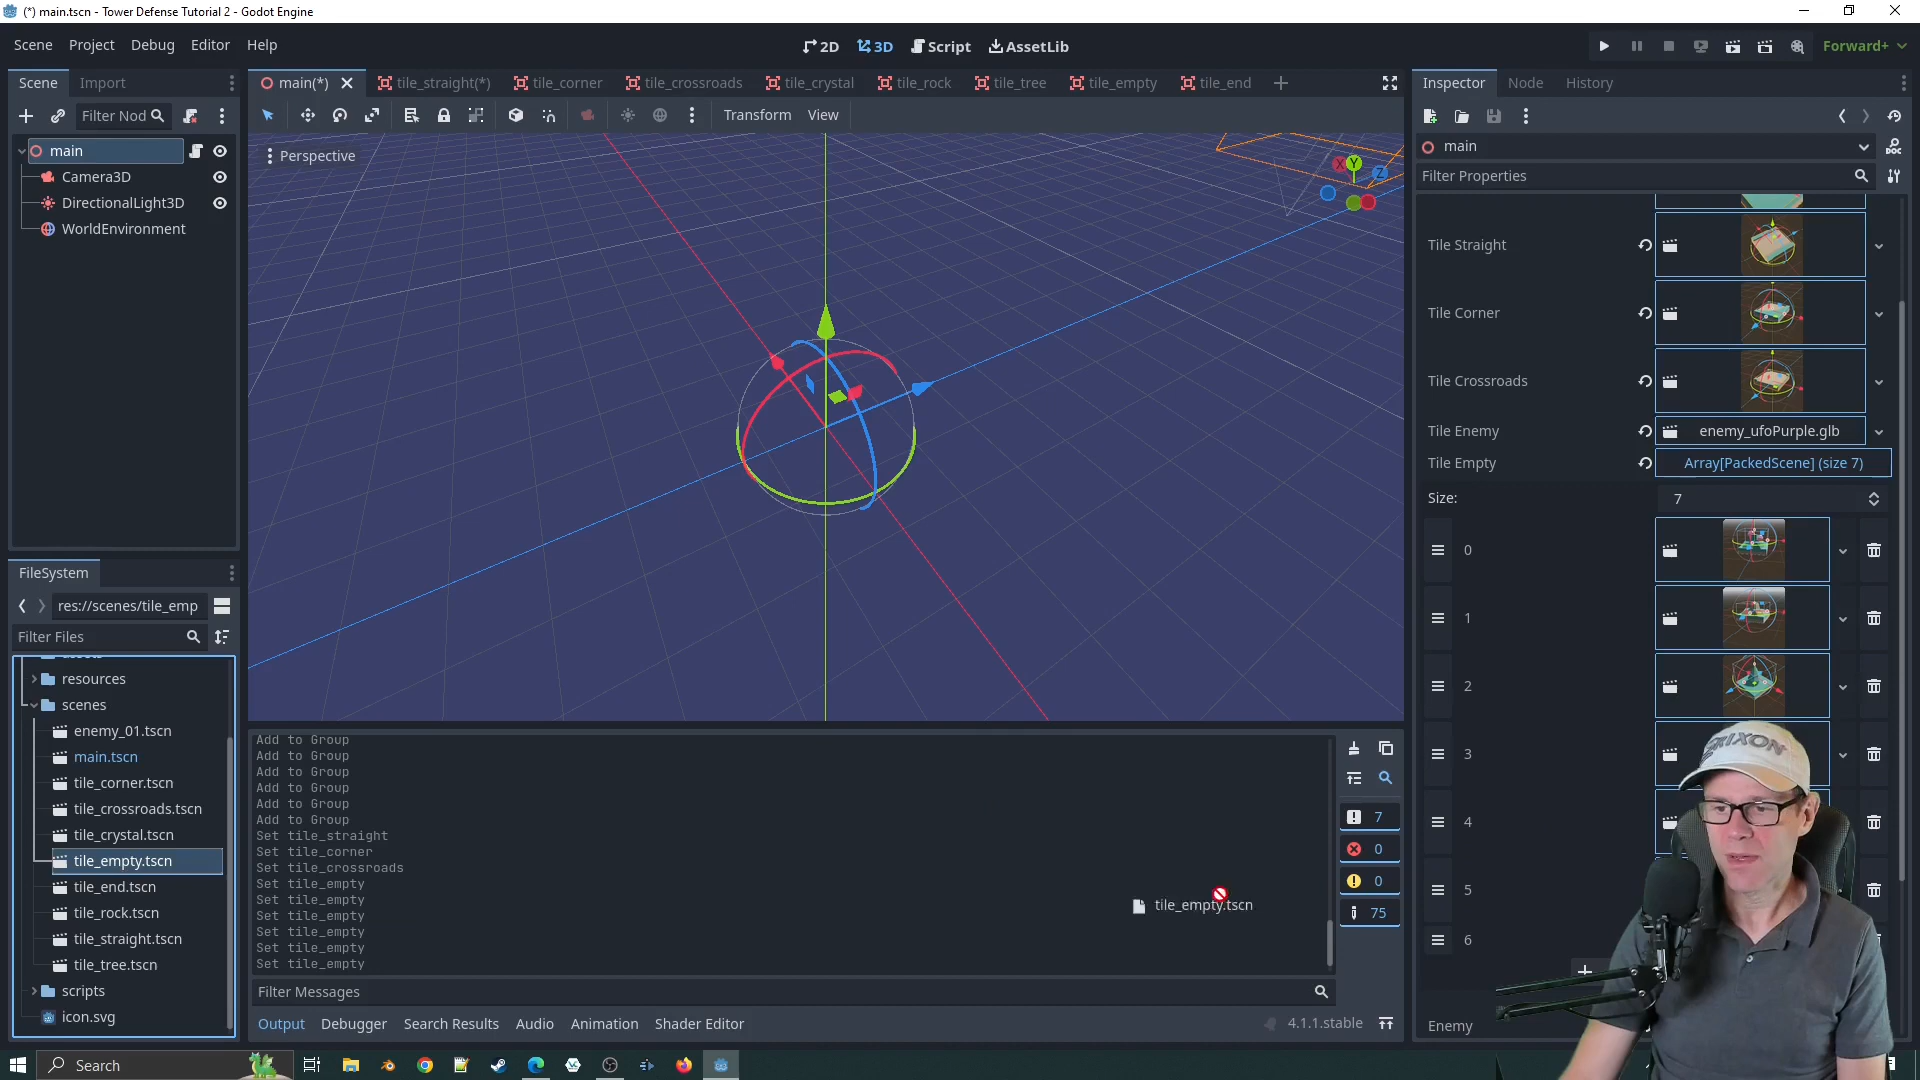 (*) main.tscn - Tower Defense Tutorial 2 - Godot Engine
Scene Project Debug Editor Help
2D 3D Script AssetLib
Forward+
Scene Import
main(*) tile_straight(*) tile_corner tile_crossroads tile_crystal tile_rock tile_tree tile_empty tile_end
Inspector Node History
Filter Nod
Transform View
main
Camera3D
DirectionalLight3D
WorldEnvironment
Perspective
X Y Z
main
Filter Properties
Tile Straight
Tile Corner
Tile Crossroads
Tile Enemy enemy_ufoPurple.glb
Tile Empty Array[PackedScene] (size 7)
Size: 7
0
1
2
3
4
5
6
Enemy
FileSystem
res://scenes/tile_emp
Filter Files
resources
scenes
enemy_01.tscn
main.tscn
tile_corner.tscn
tile_crossroads.tscn
tile_crystal.tscn
tile_empty.tscn
tile_end.tscn
tile_rock.tscn
tile_straight.tscn
tile_tree.tscn
scripts
icon.svg
Add to Group
Add to Group
Add to Group
Add to Group
Add to Group
Add to Group
Set tile_straight
Set tile_corner
Set tile_crossroads
Set tile_empty
Set tile_empty
Set tile_empty
Set tile_empty
Set tile_empty
Set tile_empty
7
0
0
75
tile_empty.tscn
Filter Messages
Output Debugger Search Results Audio Animation Shader Editor
4.1.1.stable
Search